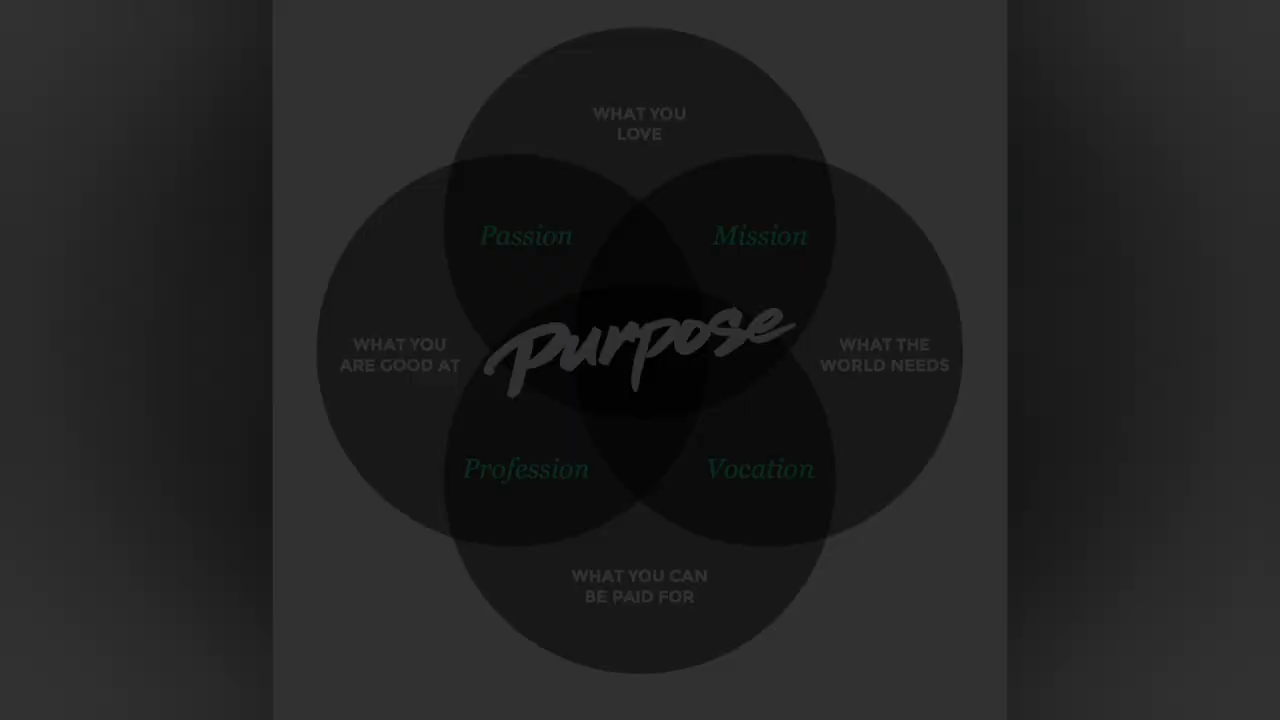 WHAT YOU
LOVE
Passion
Mission
WHAT YOU
ARE GOOD AT
Purpose
WHAT THE
WORLD NEEDS
Profession
Vocation
WHAT YOU CAN
BE PAID FOR